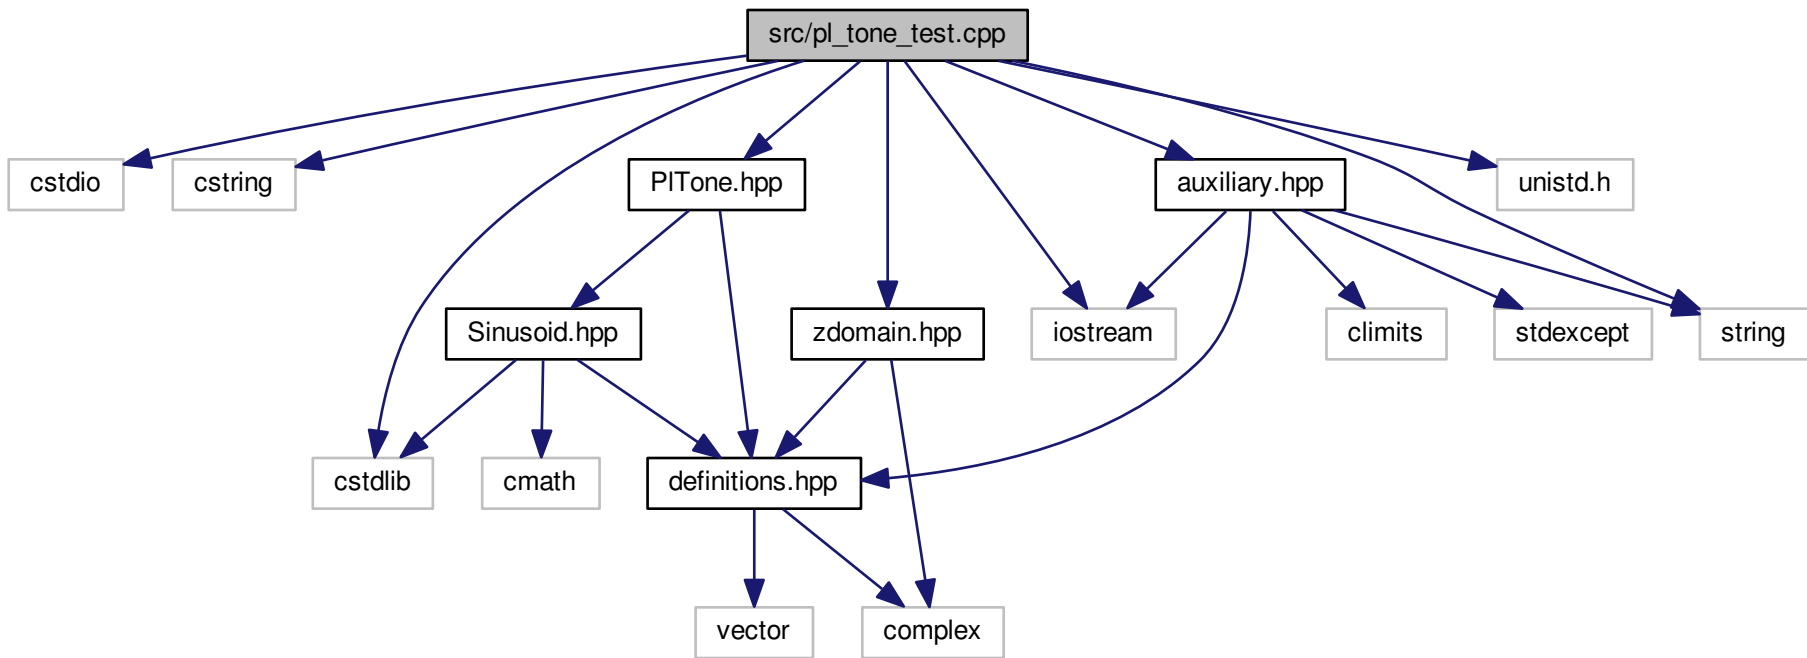 src/pl_tone_test.cpp
cstdio
cstring
PlTone.hpp
auxiliary.hpp
unistd.h
Sinusoid.hpp
zdomain.hpp
iostream
climits
stdexcept
string
cstdlib
cmath
definitions.hpp
vector
complex